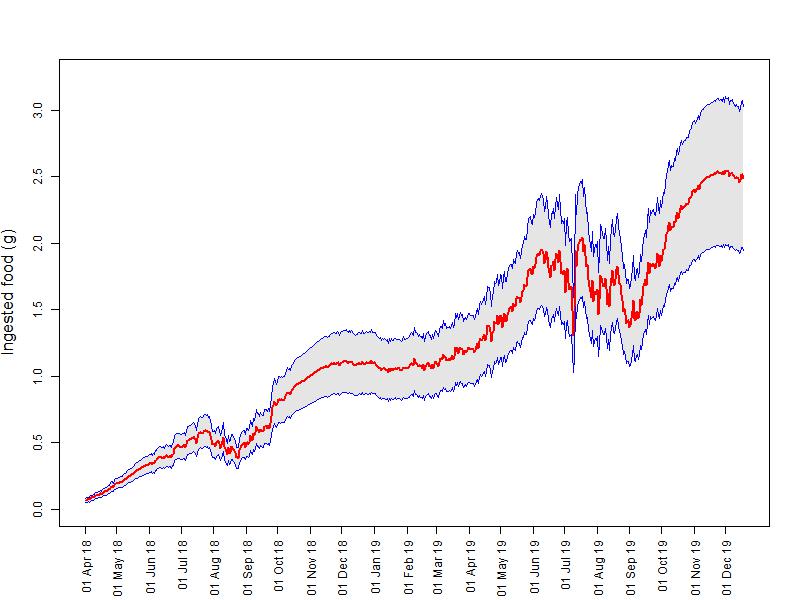 Ingested food (g)
3.0
2.5
2.0
1.5
1.0
0.5
0.0
01 Apr 18
01 May 18
01 Jun 18
01 Jul 18
01 Aug 18
01 Sep 18
01 Oct 18
01 Nov 18
01 Dec 18
01 Jan 19
01 Feb 19
01 Mar 19
01 Apr 19
01 May 19
01 Jun 19
01 Jul 19
01 Aug 19
01 Sep 19
01 Oct 19
01 Nov 19
01 Dec 19